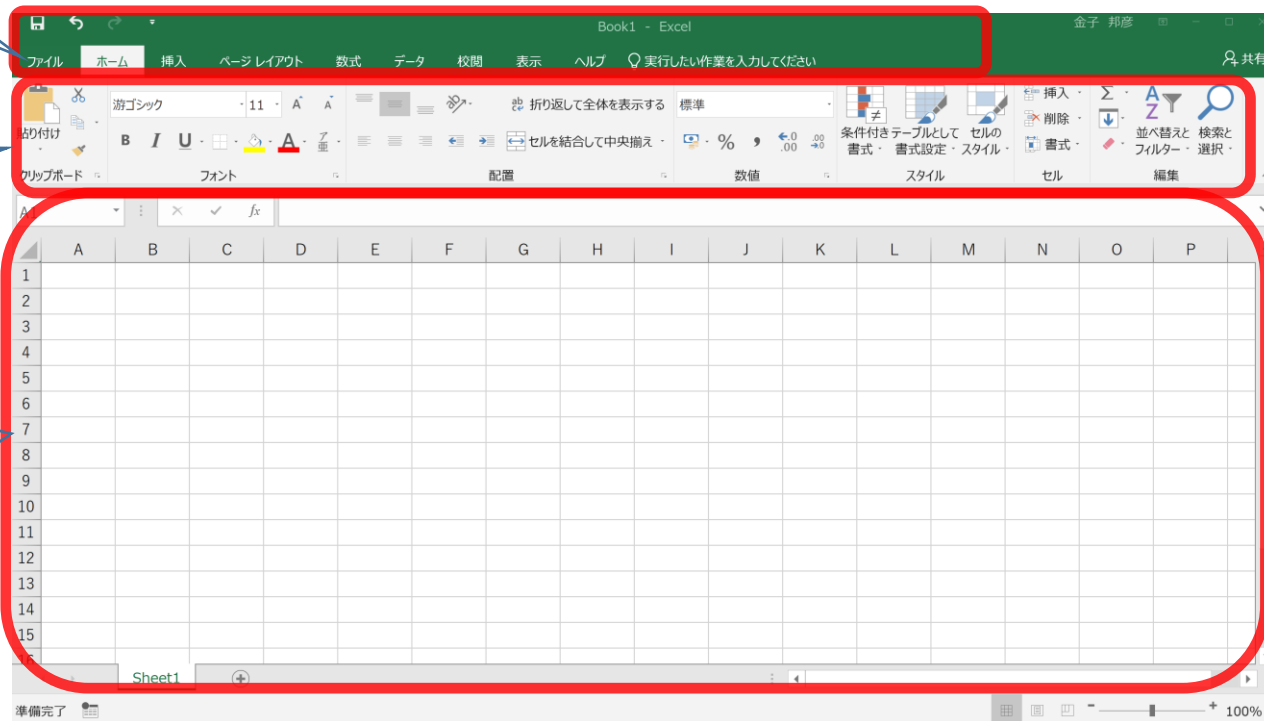 Book1 - Excel
金子 邦彦
ファイル ホーム 挿入 ページ レイアウト 数式 データ 校閲 表示 ヘルプ 実行したい作業を入力してください 共有
貼り付け
游ゴシック 11 A A
折り返して全体を表示する
標準
条件付き テーブルとして セルの
書式 書式設定 スタイル
挿入
削除
書式
Σ
A
Z
並べ替えと 検索と
フィルター 選択
B I U A ア 亜
セルを結合して中央揃え
% , .0 .00 .00 .0
クリップボード フォント 配置 数値 スタイル セル 編集
A1 fx
A B C D E F G H I J K L M N O P
1
2
3
4
5
6
7
8
9
10
11
12
13
14
15
16
Sheet1
準備完了 100%